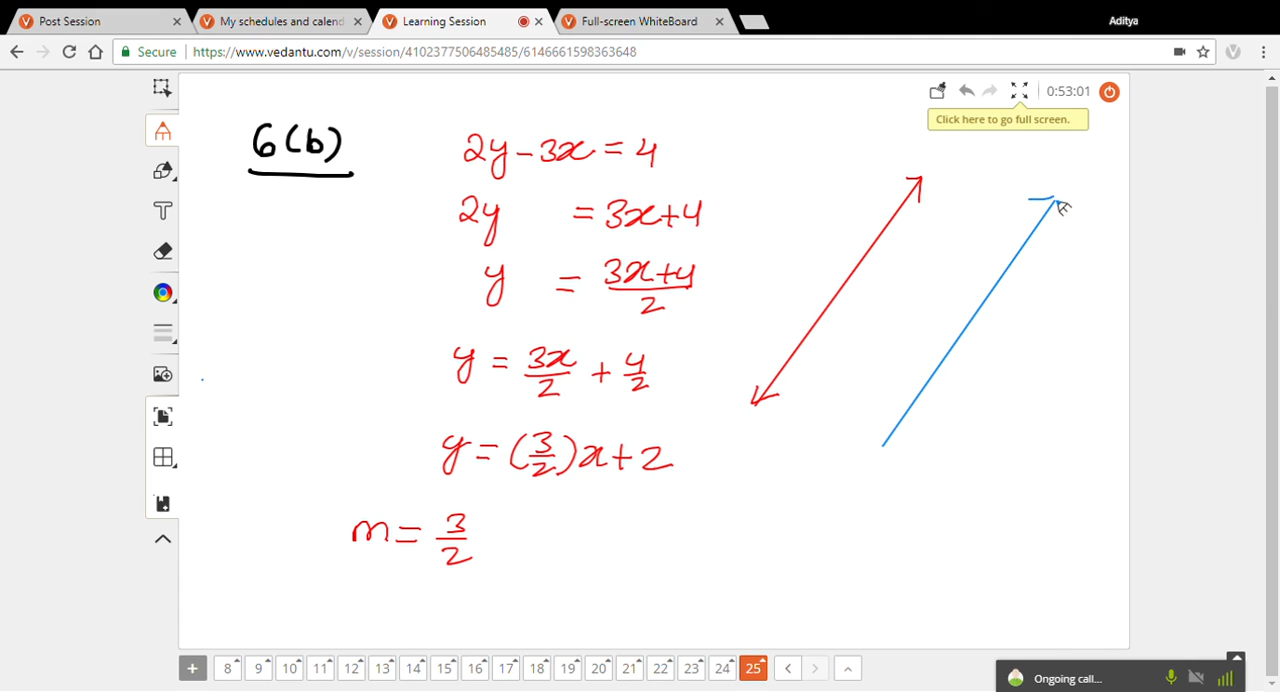 Post Session
My schedules and calend
Learning Session
Full-screen WhiteBoard
Aditya
Secure
https://www.vedantu.com/v/session/4102377506485485/6146661598363648
0:53:01
Click here to go full screen.
6(b)
2y - 3x = 4
2y = 3x + 4
y = (3x + 4)/2
y = 3x/2 + 4/2
y = (3/2)x + 2
m = 3/2
T
+ 8 9 10 11 12 13 14 15 16 17 18 19 20 21 22 23 24 25 < >
Ongoing call...